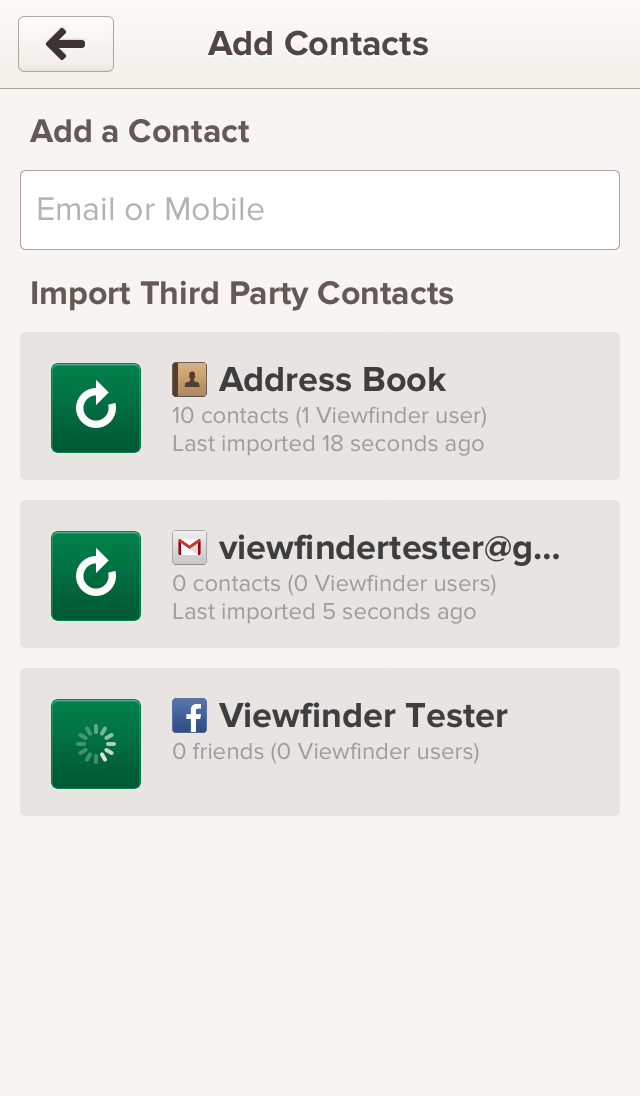 Add Contacts
Add a Contact
Email or Mobile
Import Third Party Contacts
Address Book
10 contacts (1 Viewfinder user)
Last imported 18 seconds ago
viewfindertester@g...
0 contacts (0 Viewfinder users)
Last imported 5 seconds ago
Viewfinder Tester
0 friends (0 Viewfinder users)